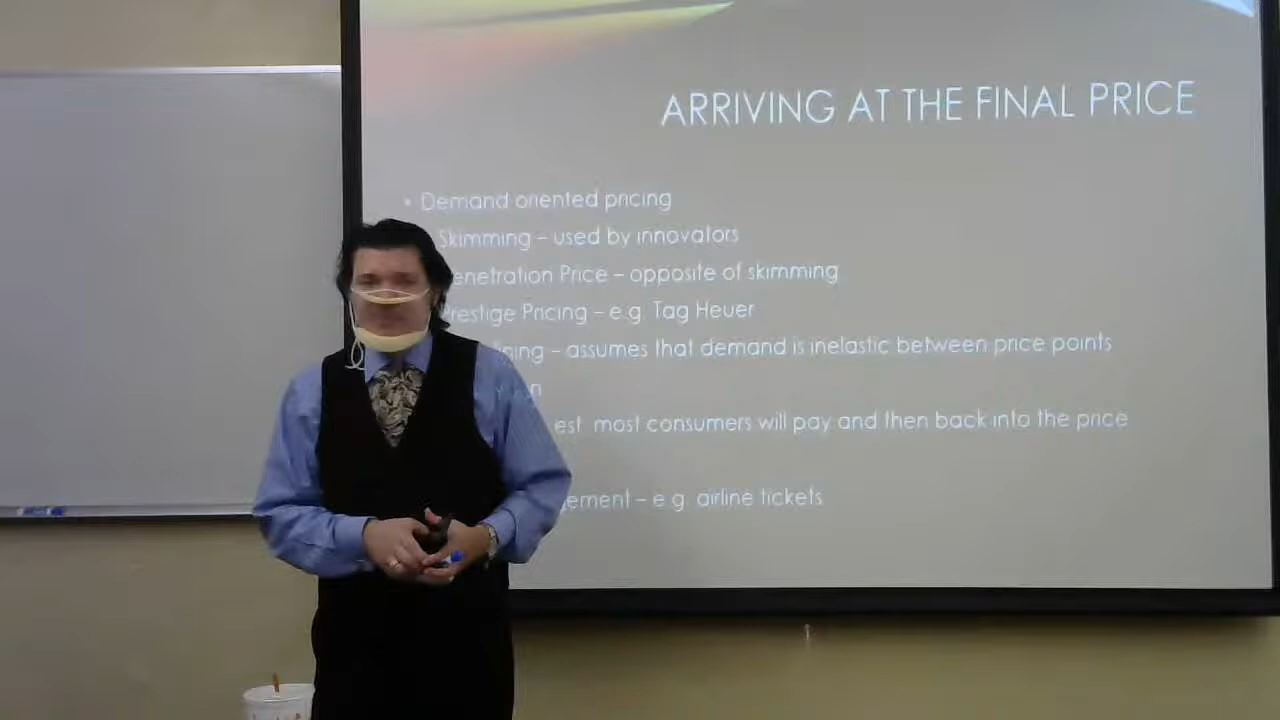 ARRIVING AT THE FINAL PRICE
• Demand oriented pricing
Skimming – used by innovators
enetration Price – opposite of skimming
Prestige Pricing – e.g. Tag Heuer
ining – assumes that demand is inelastic between price points
n
est most consumers will pay and then back into the price
gement – e g. airline tickets